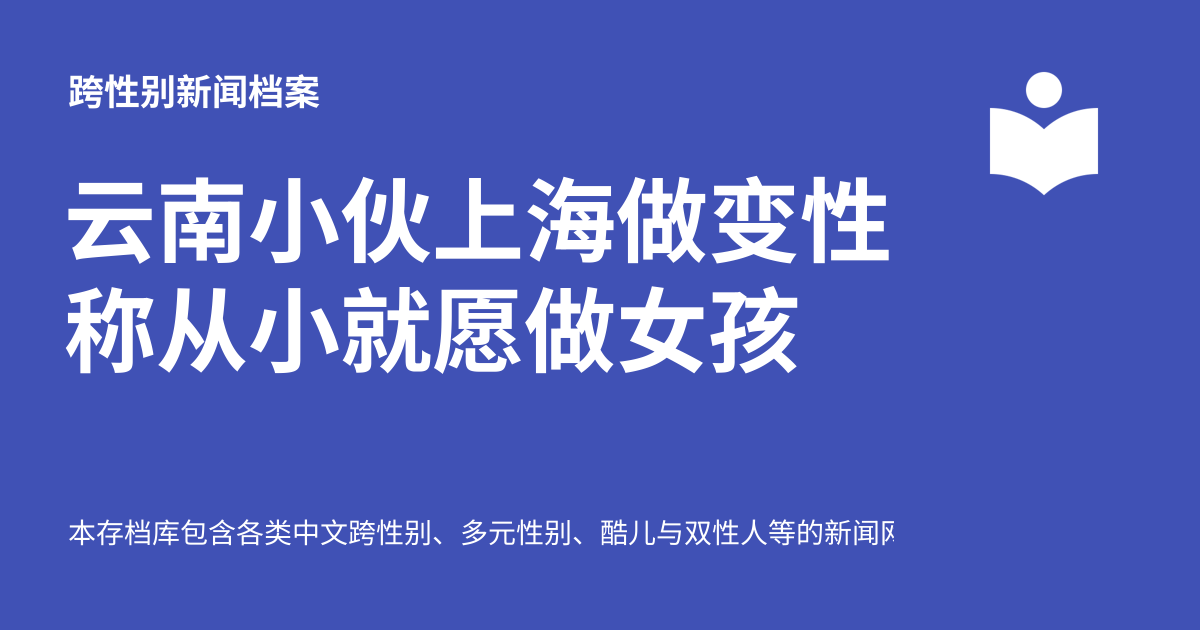 跨性别新闻档案
云南小伙上海做变性
称从小就愿做女孩
本存档库包含各类中文跨性别、多元性别、酷儿与双性人等的新闻